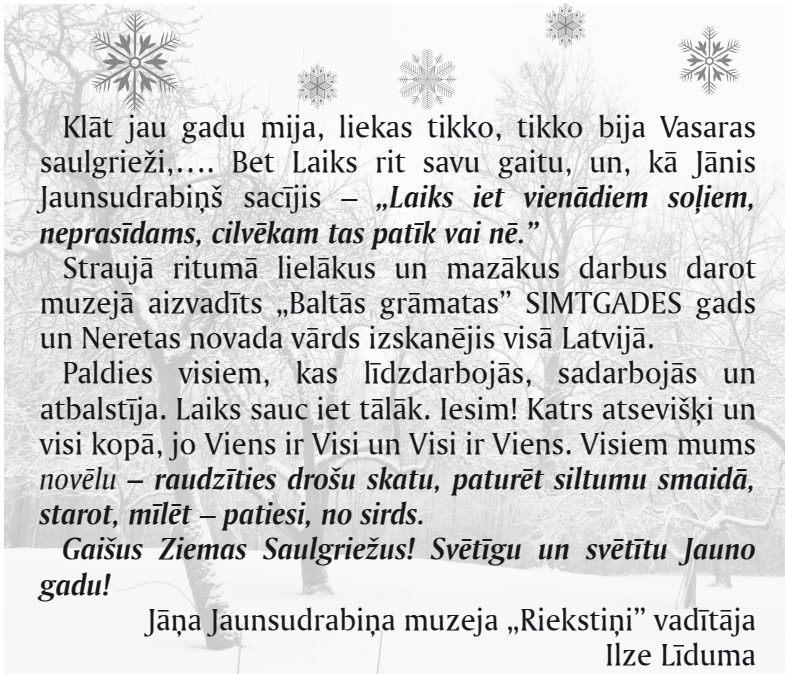 Klāt jau gadu mija, liekas tikko, tikko bija Vasaras
saulgrieži,…. Bet Laiks rit savu gaitu, un, kā Jānis
Jaunsudrabiņš sacījis – „Laiks iet vienādiem soļiem,
neprasīdams, cilvēkam tas patīk vai nē.”
Straujā ritumā lielākus un mazākus darbus darot
muzejā aizvadīts „Baltās grāmatas” SIMTGADES gads
un Neretas novada vārds izskanējis visā Latvijā.
Paldies visiem, kas līdzdarbojās, sadarbojās un
atbalstīja. Laiks sauc iet tālāk. Iesim! Katrs atsevišķi un
visi kopā, jo Viens ir Visi un Visi ir Viens. Visiem mums
novēlu – raudzīties drošu skatu, paturēt siltumu smaidā,
starot, mīlēt – patiesi, no sirds.
Gaišus Ziemas Saulgriežus! Svētīgu un svētītu Jauno
gadu!
Jāņa Jaunsudrabiņa muzeja „Riekstiņi” vadītāja
Ilze Līduma